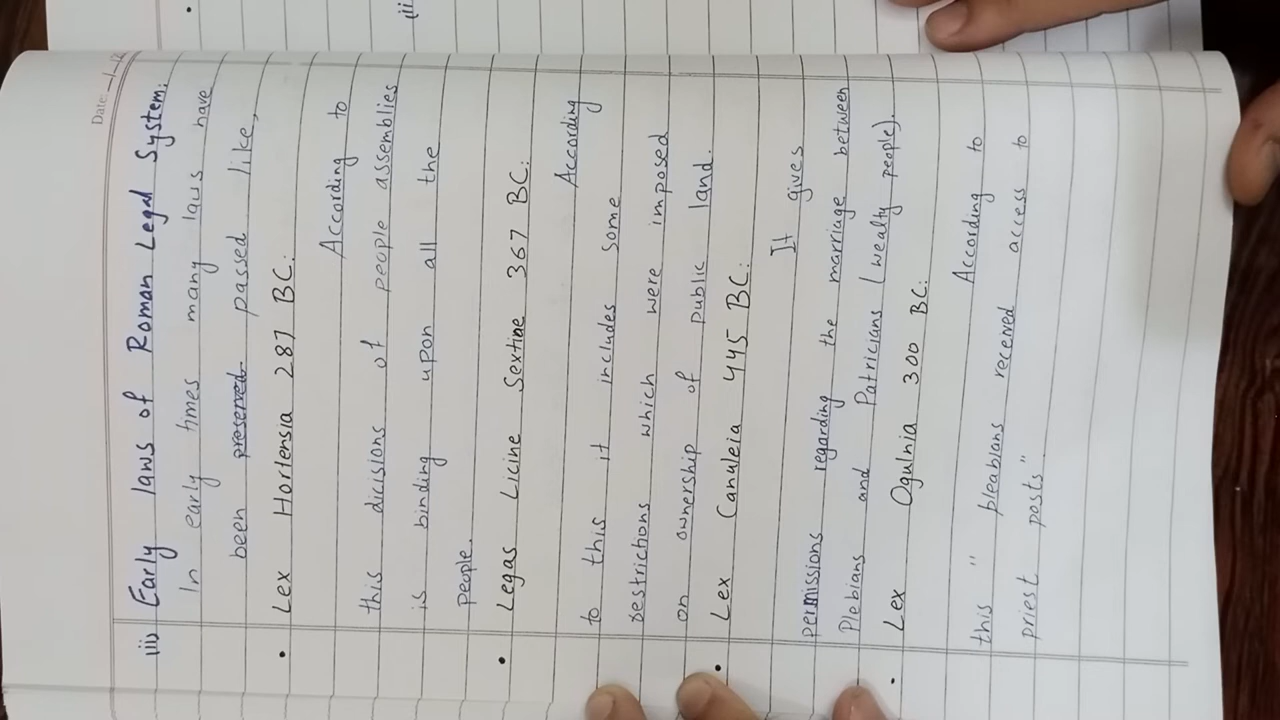 Date:
iii) Early laws of Roman Legal System:
In early times many laws have
been preserved passed like,
• Lex Hortensia 287 BC:
According to
this dicisions of people assemblies
is binding upon all the
people.
• Legas Licine Sextine 367 BC:
According
to this it includes some
restrictions which were imposed
on ownership of public land.
• Lex Canuleia 445 BC:
It gives
permissions regarding the marriage between
Plebians and Patricians (wealty people).
• Lex Ogulnia 300 BC:
According to
this " pleabians received access to
priest posts"